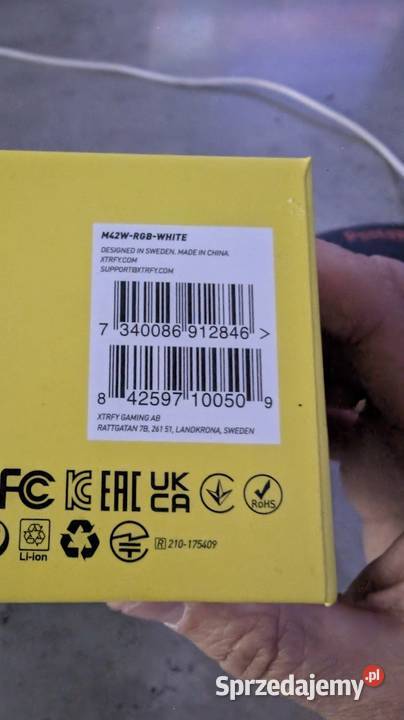 M42W-RGB-WHITE
DESIGNED IN SWEDEN. MADE IN CHINA.
XTRFY.COM
SUPPORT@XTRFY.COM
7 340086 912846 >
8 42597 10050 9
XTRFY GAMING AB
RATTGATAN 7B, 261 51, LANDKRONA, SWEDEN
FC KC EAC UK CA RoHS
Li-ion
R 210-175409
Sprzedajemy.pl